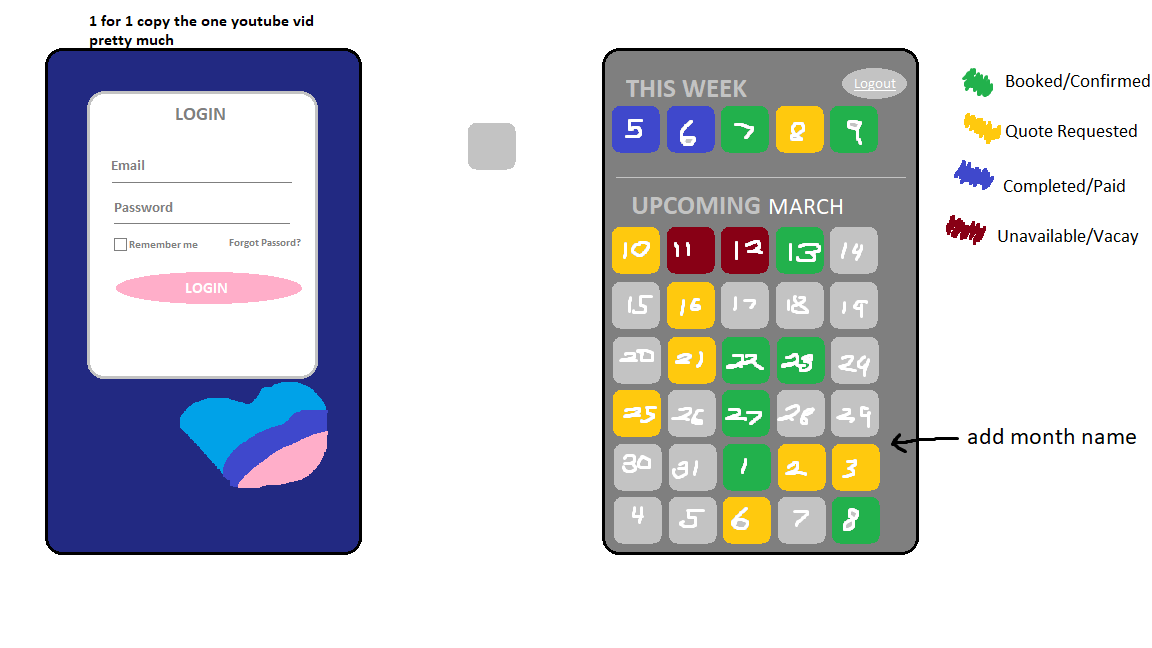 1 for 1 copy the one youtube vid
pretty much
LOGIN
Email
Password
Remember me
Forgot Passord?
LOGIN
THIS WEEK
Logout
5 6 7 8 9
UPCOMING MARCH
10 11 12 13 14
15 16 17 18 19
20 21 22 23 24
25 26 27 28 29
30 31 1 2 3
4 5 6 7 8
Booked/Confirmed
Quote Requested
Completed/Paid
Unavailable/Vacay
add month name